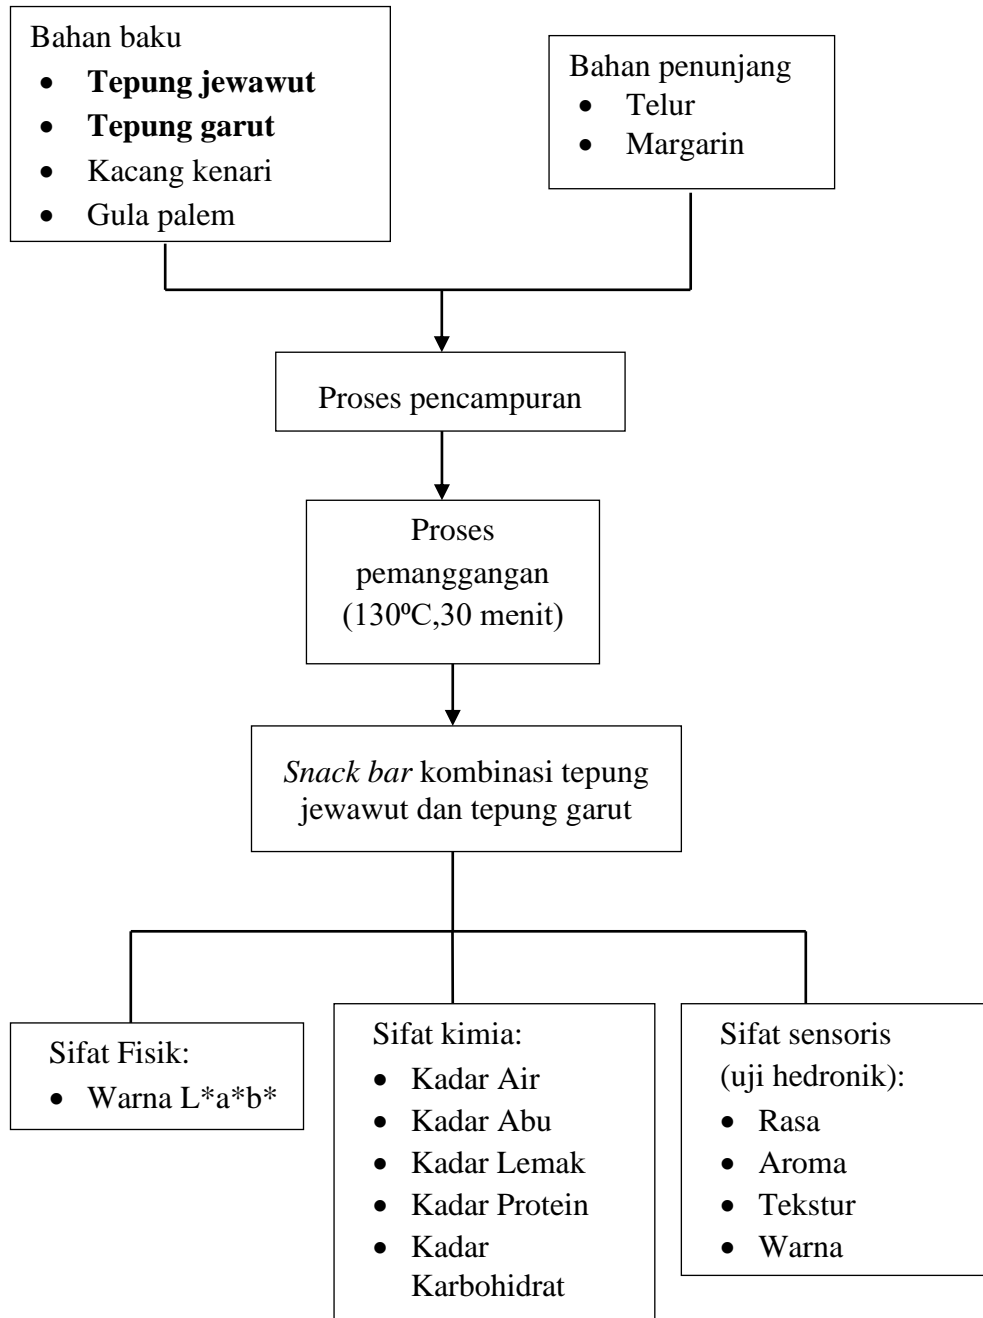 Bahan baku
• Tepung jewawut
• Tepung garut
• Kacang kenari
• Gula palem
Bahan penunjang
• Telur
• Margarin
Proses pencampuran
Proses
pemanggangan
(130⁰C,30 menit)
Snack bar kombinasi tepung
jewawut dan tepung garut
Sifat Fisik:
• Warna L*a*b*
Sifat kimia:
• Kadar Air
• Kadar Abu
• Kadar Lemak
• Kadar Protein
• Kadar
Karbohidrat
Sifat sensoris
(uji hedronik):
• Rasa
• Aroma
• Tekstur
• Warna